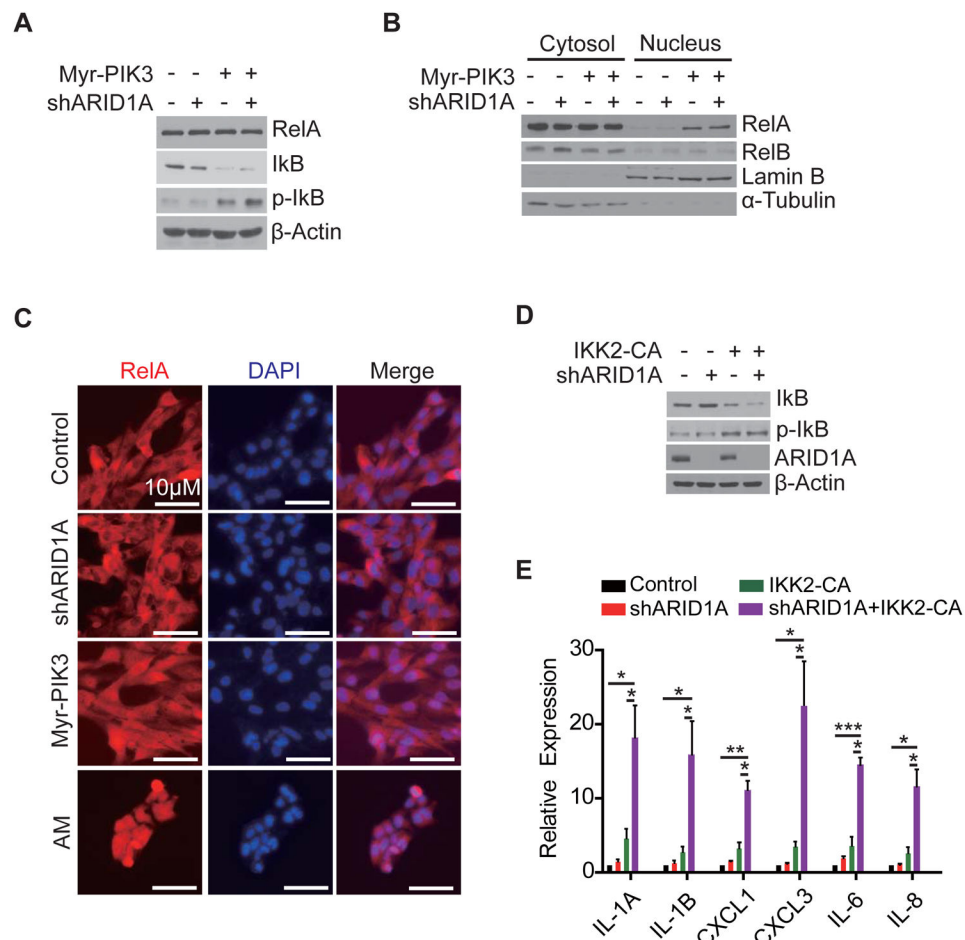 A
Myr-PIK3 - - + +
shARID1A - + - +
RelA
IkB
p-IkB
β-Actin
B
Cytosol Nucleus
Myr-PIK3 - - + + - - + +
shARID1A - + - + - + - +
RelA
RelB
Lamin B
α-Tubulin
C
RelA DAPI Merge
Control
10μM
shARID1A
Myr-PIK3
AM
D
IKK2-CA - - + +
shARID1A - + - +
IkB
p-IkB
ARID1A
β-Actin
E
Control IKK2-CA
shARID1A shARID1A+IKK2-CA
Relative Expression
30
20
10
0
* * * * ** * * * *** * * *
IL-1A IL-1B CXCL1 CXCL3 IL-6 IL-8